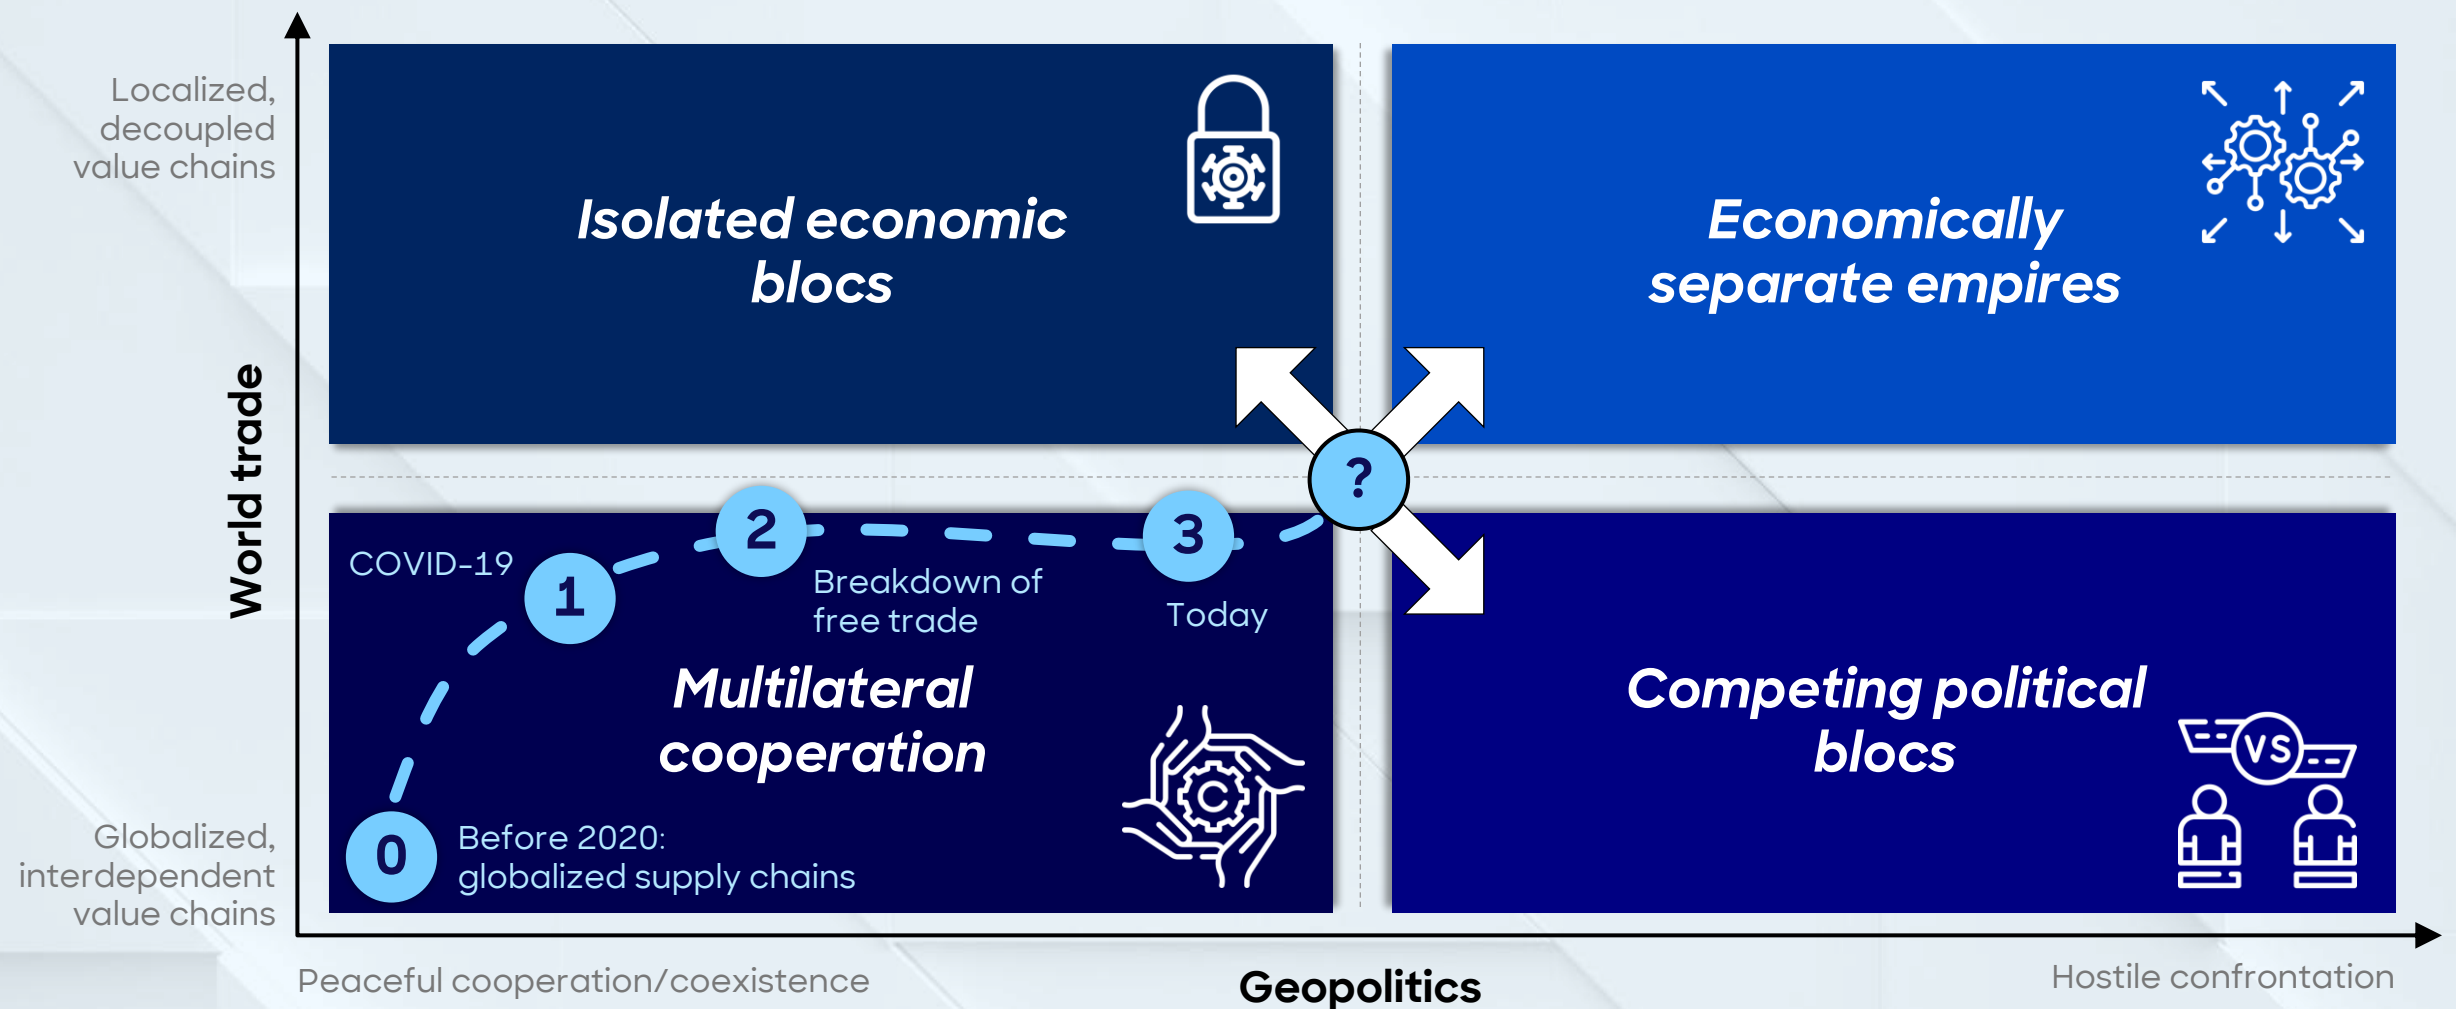 Localized,
decoupled
value chains
World trade
Globalized,
interdependent
value chains
Isolated economic
blocs
Economically
separate empires
?
COVID-19
1
2
Breakdown of
free trade
3
Today
Multilateral
cooperation
C
0
Before 2020:
globalized supply chains
Competing political
blocs
VS
Peaceful cooperation/coexistence
Geopolitics
Hostile confrontation